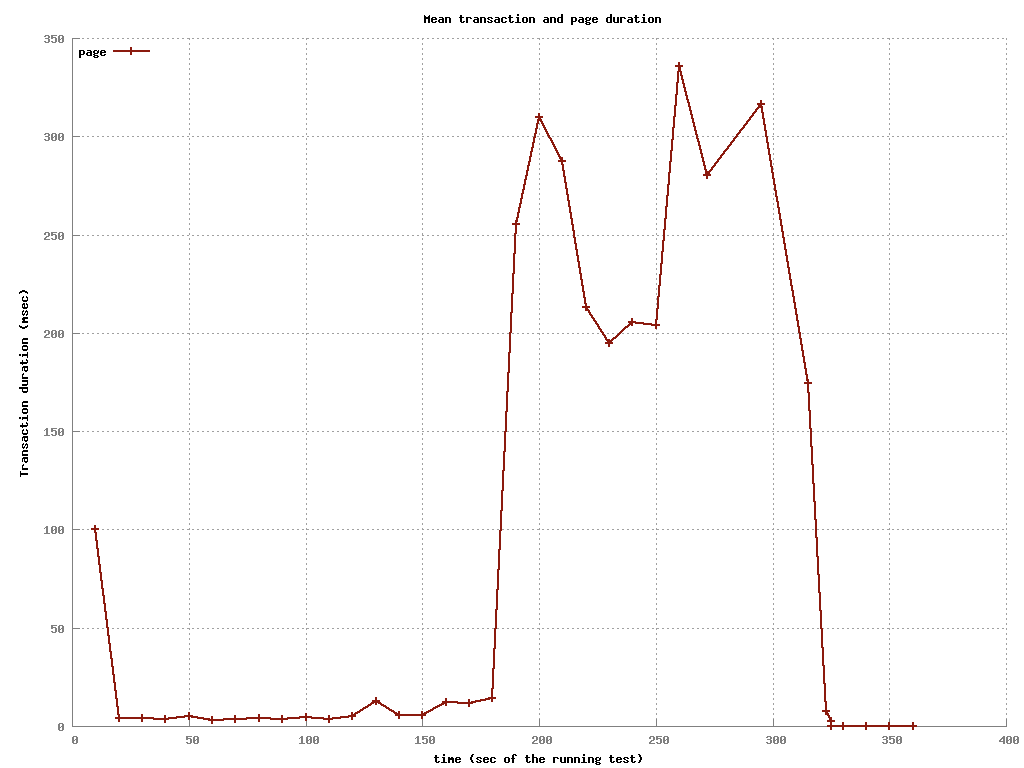 Mean transaction and page duration
350
page
300
250
200
150
100
50
0
Transaction duration (msec)
0 50 100 150 200 250 300 350 400
time (sec of the running test)